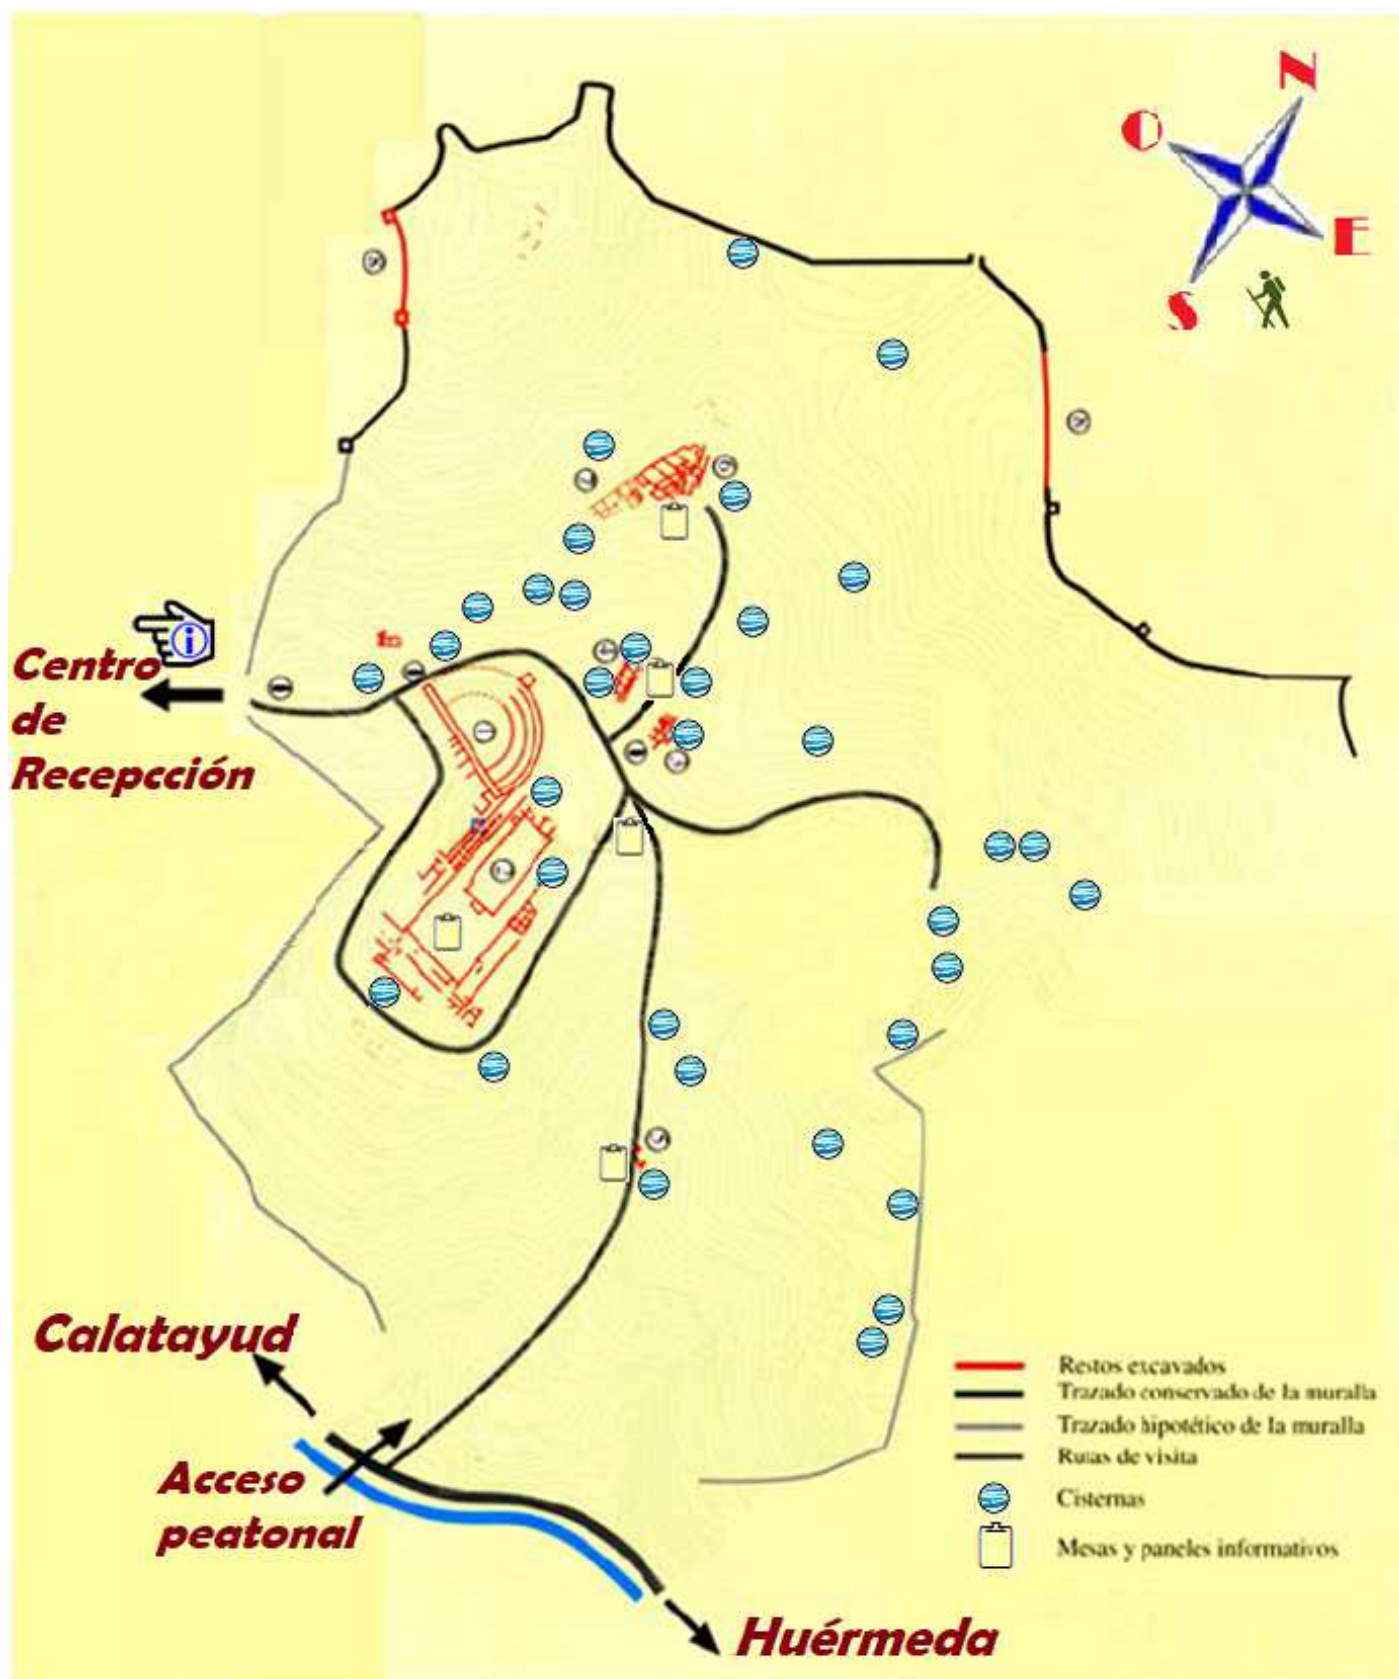 N
O
E
S
i
Centro
de
Recepcción
Calatayud
Acceso
peatonal
Huérmeda
Restos excavados
Trazado conservado de la muralla
Trazado hipotético de la muralla
Rutas de visita
Cisternas
Mesas y paneles informativos